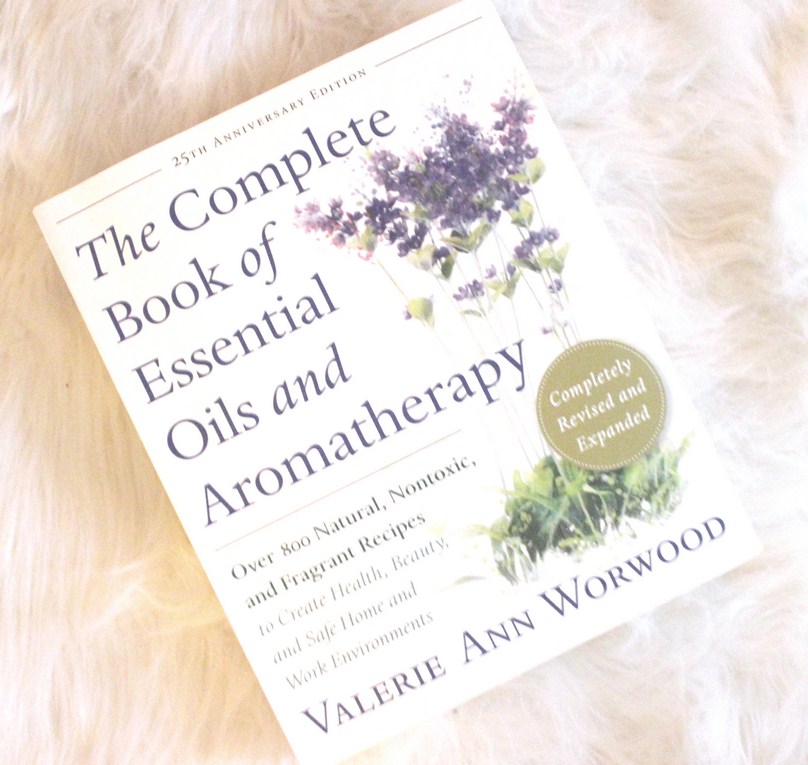 25th Anniversary Edition
The Complete
Book of
Essential
Oils and
Aromatherapy
Completely
Revised and
Expanded
Over 800 Natural, Nontoxic,
and Fragrant Recipes
to Create Health, Beauty,
and Safe Home and
Work Environments
Valerie Ann Worwood